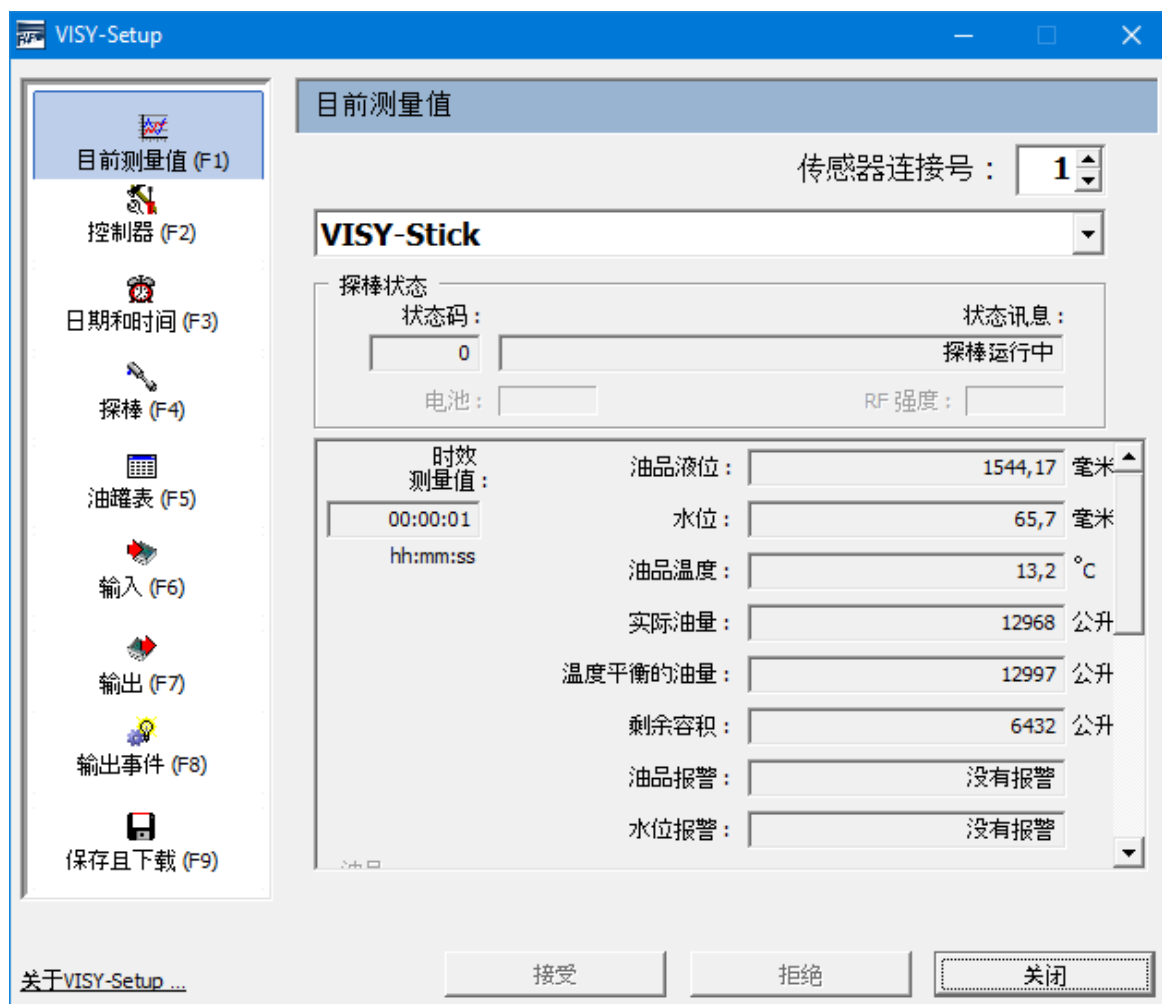 VISY-Setup
目前测量值 (F1)
控制器 (F2)
日期和时间 (F3)
探棒 (F4)
油罐表 (F5)
输入 (F6)
输出 (F7)
输出事件 (F8)
保存且下载 (F9)
关于VISY-Setup ...
目前测量值
传感器连接号： 1
VISY-Stick
探棒状态
状态码： 状态讯息：
0 探棒运行中
电池： RF 强度：
时效
测量值：
00:00:01
hh:mm:ss
油品液位： 1544,17 毫米
水位： 65,7 毫米
油品温度： 13,2 °C
实际油量： 12968 公升
温度平衡的油量： 12997 公升
剩余容积： 6432 公升
油品报警： 没有报警
水位报警： 没有报警
接受 拒绝 关闭